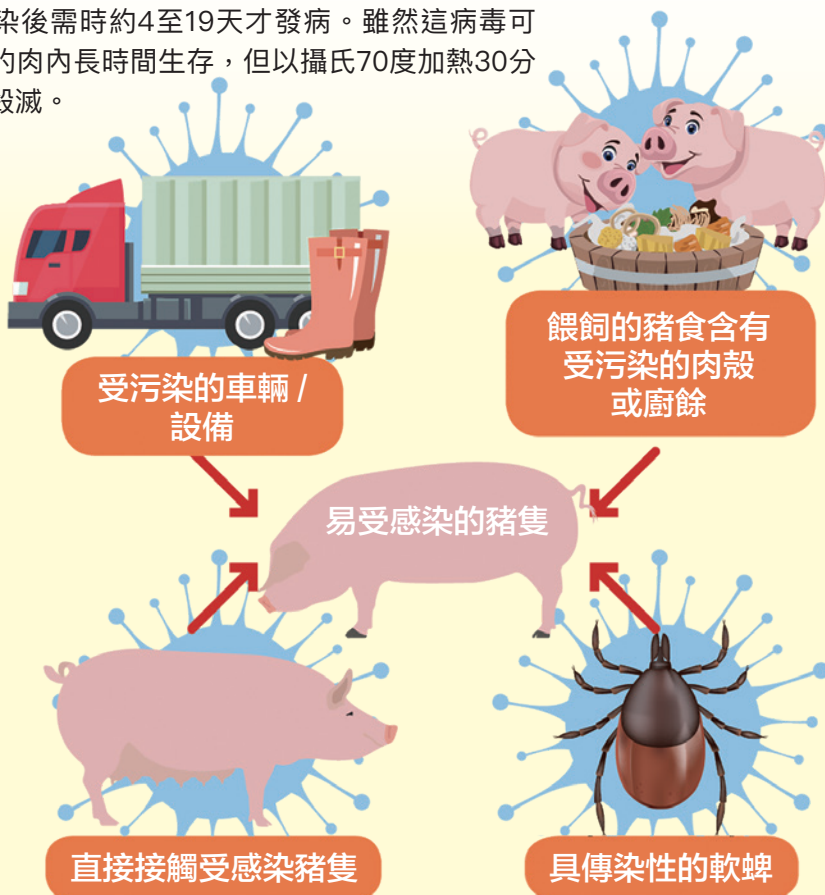 染後需時約4至19天才發病。雖然這病毒可
的肉內長時間生存，但以攝氏70度加熱30分
毀滅。
受污染的車輛 /
設備
餵飼的豬食含有
受污染的肉殼
或廚餘
易受感染的豬隻
直接接觸受感染豬隻
具傳染性的軟蜱